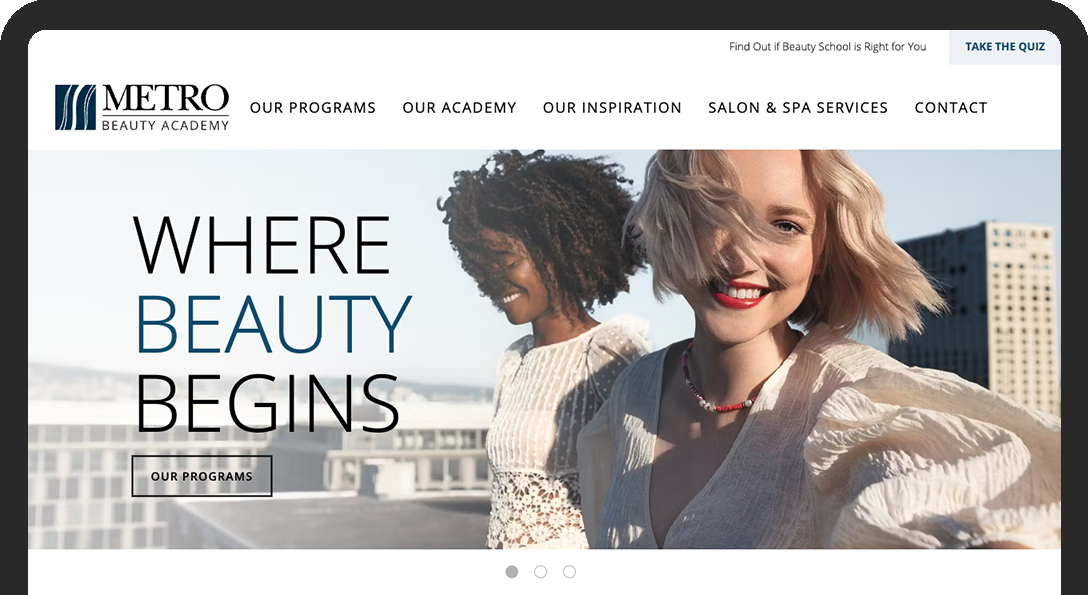 Find Out if Beauty School is Right for You
TAKE THE QUIZ
METRO
BEAUTY ACADEMY
OUR PROGRAMS
OUR ACADEMY
OUR INSPIRATION
SALON & SPA SERVICES
CONTACT
WHERE
BEAUTY
BEGINS
OUR PROGRAMS